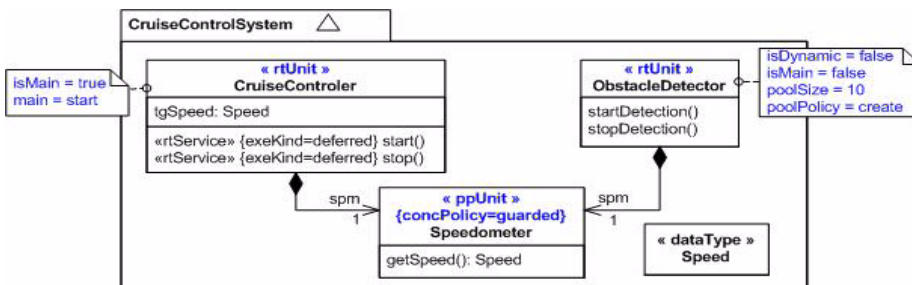 CruiseControlSystem
isMain = true
main = start
« rtUnit »
CruiseControler
tgSpeed: Speed
«rtService» {exeKind=deferred} start()
«rtService» {exeKind=deferred} stop()
« rtUnit »
ObstacleDetector
startDetection()
stopDetection()
isDynamic = false
isMain = false
poolSize = 10
poolPolicy = create
spm
1
« ppUnit »
{concPolicy=guarded}
Speedometer
getSpeed(): Speed
spm
1
« dataType »
Speed